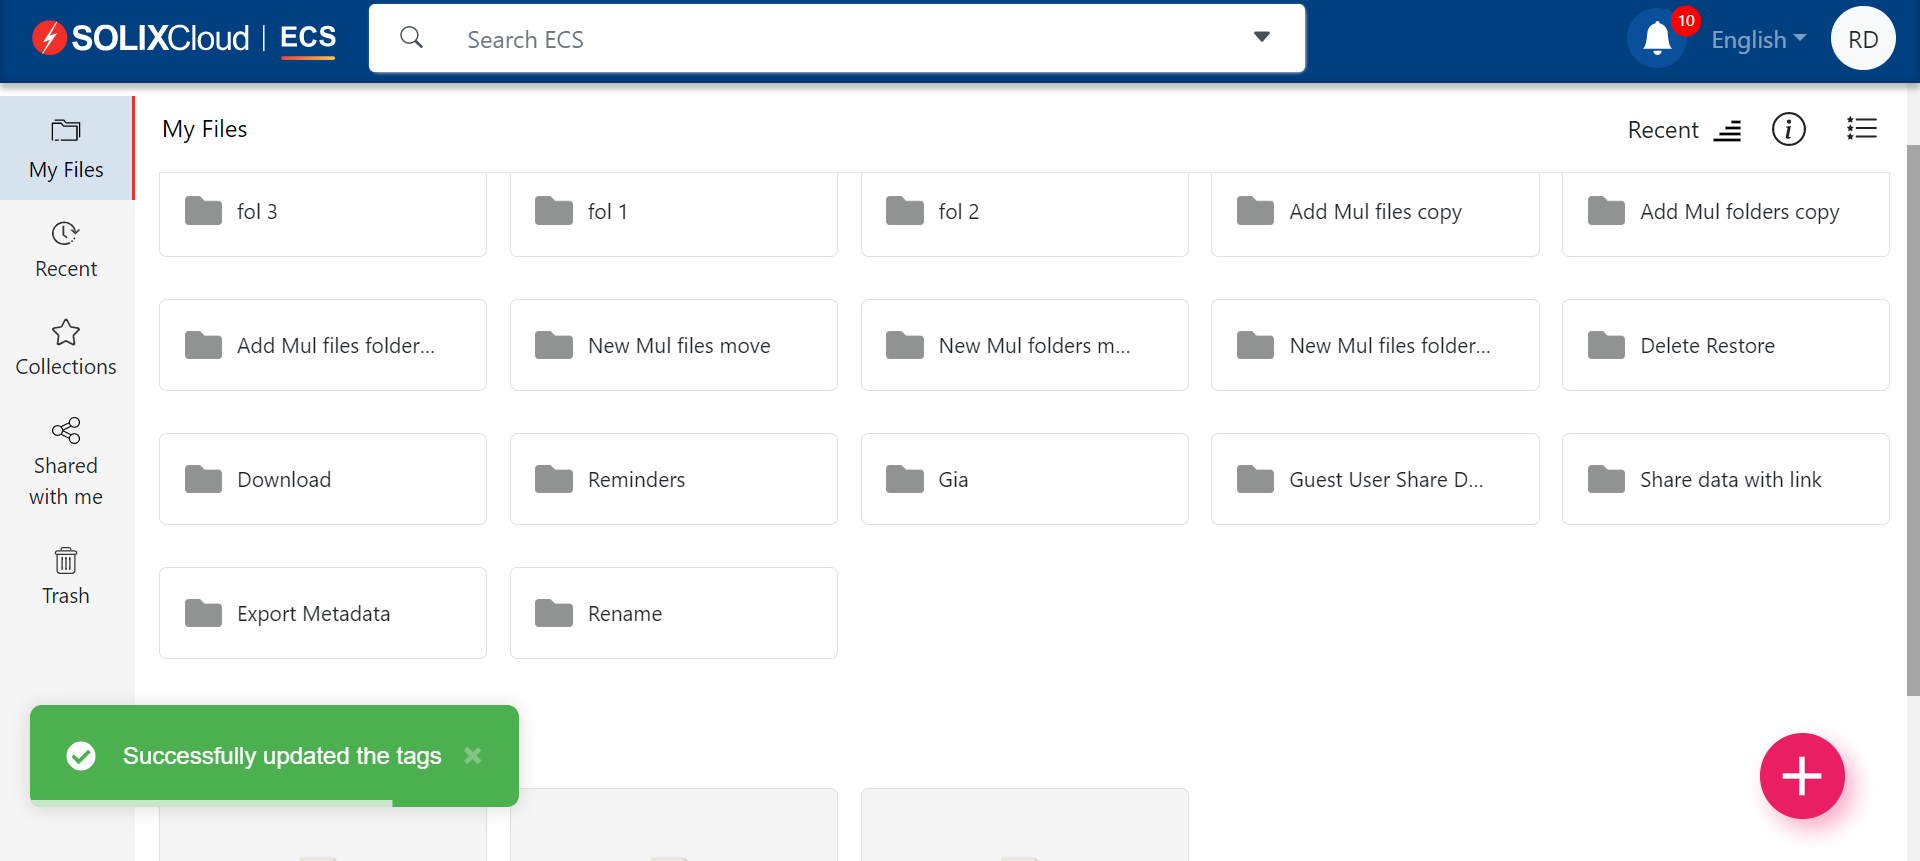 SOLIXCloud | ECS
Search ECS
10
English
RD
My Files
Recent
Collections
Shared
with me
Trash
My Files
Recent
fol 3
fol 1
fol 2
Add Mul files copy
Add Mul folders copy
Add Mul files folder...
New Mul files move
New Mul folders m...
New Mul files folder...
Delete Restore
Download
Reminders
Gia
Guest User Share D...
Share data with link
Export Metadata
Rename
Successfully updated the tags